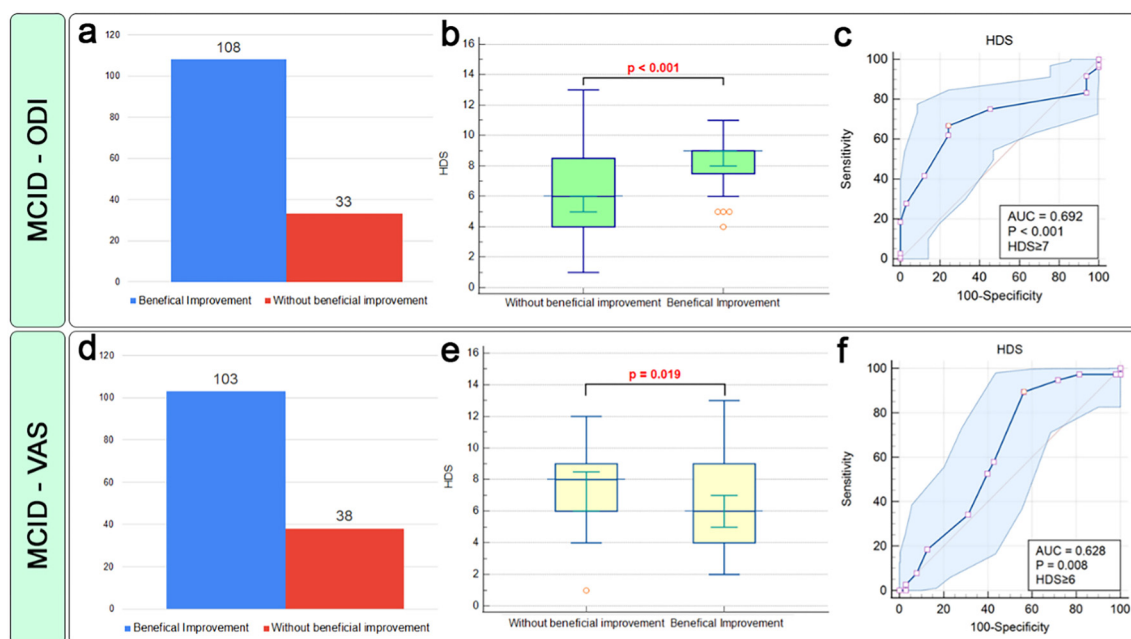 MCID - ODI
a
120
100
80
60
40
20
0
108
33
Benefical Improvement
Without beneficial improvement
b
HDS
16
14
12
10
8
6
4
2
0
p < 0.001
Without beneficial improvement
Benefical Improvement
c
HDS
Sensitivity
100
80
60
40
20
0
AUC = 0.692
P < 0.001
HDS≥7
0 20 40 60 80 100
100-Specificity
MCID - VAS
d
120
100
80
60
40
20
0
103
38
Benefical Improvement
Without beneficial improvement
e
HDS
16
14
12
10
8
6
4
2
0
p = 0.019
Without beneficial improvement
Benefical Improvement
f
HDS
Sensitivity
100
80
60
40
20
0
AUC = 0.628
P = 0.008
HDS≥6
0 20 40 60 80 100
100-Specificity